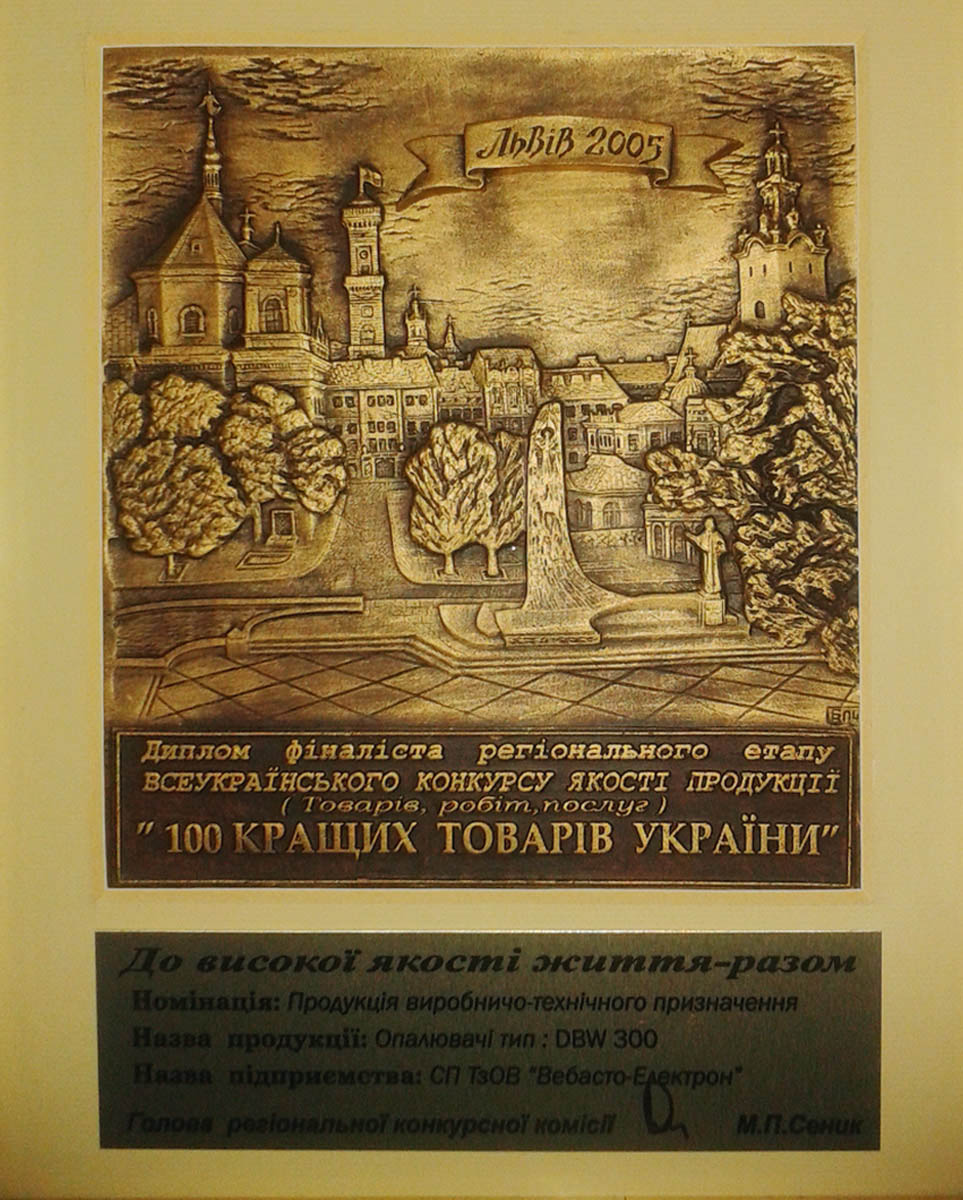 Львів 2005
Диплом фіналіста регіонального етапу
ВСЕУКРАЇНСЬКОГО КОНКУРСУ ЯКОСТІ ПРОДУКЦІЇ
( Товарів, робіт,послуг )
" 100 КРАЩИХ ТОВАРІВ УКРАЇНИ"
До високої якості життя-разом
Номінація: Продукція виробничо-технічного призначення
Назва продукції: Опалювачі тип : DBW 300
Назва підприємства: СП ТзОВ "Вебасто-Електрон"
Голова регіональної конкурсної комісії М.П.Сеник